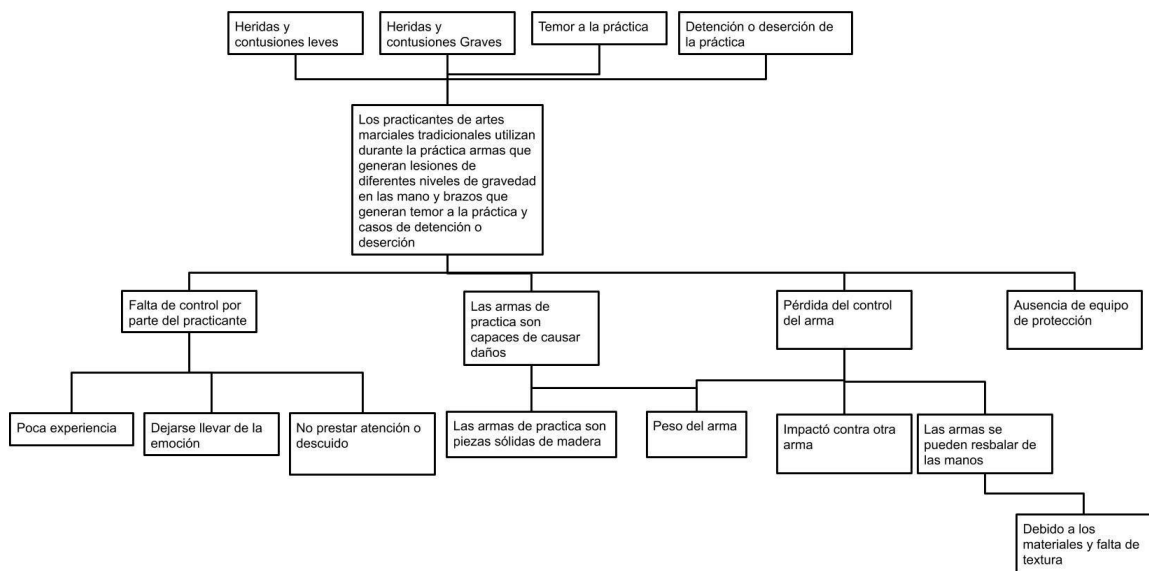 Heridas y
contusiones leves
Heridas y
contusiones Graves
Temor a la práctica
Detención o deserción de
la práctica
Los practicantes de artes
marciales tradicionales utilizan
durante la práctica armas que
generan lesiones de
diferentes niveles de gravedad
en las mano y brazos que
generan temor a la práctica y
casos de detención o
deserción
Falta de control por
parte del practicante
Las armas de
practica son
capaces de causar
daños
Pérdida del control
del arma
Ausencia de equipo
de protección
Poca experiencia
Dejarse llevar de la
emoción
No prestar atención o
descuido
Las armas de practica son
piezas sólidas de madera
Peso del arma
Impactó contra otra
arma
Las armas se
pueden resbalar de
las manos
Debido a los
materiales y falta de
textura